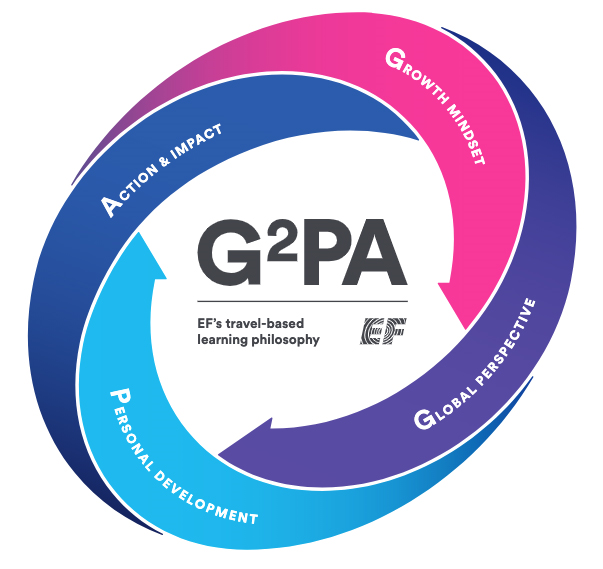 GROWTH MINDSET
ACTION & IMPACT
G²PA
EF's travel-based
learning philosophy
EF
GLOBAL PERSPECTIVE
PERSONAL DEVELOPMENT